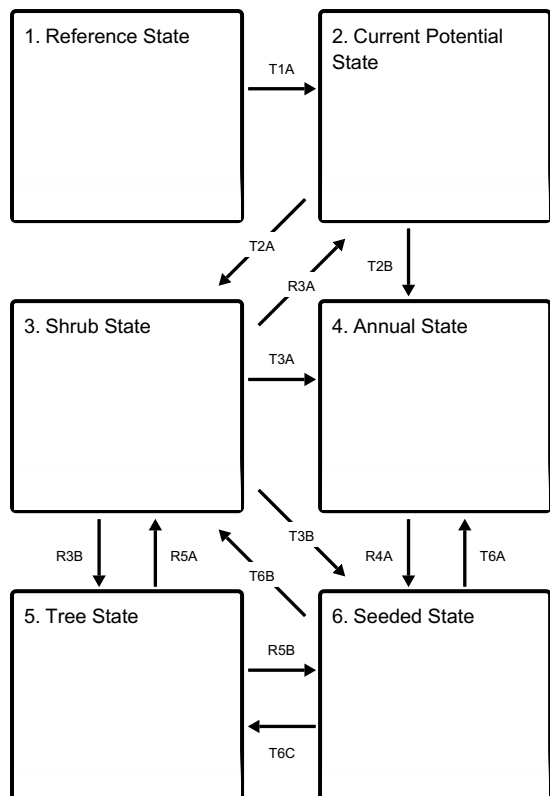 1. Reference State
2. Current Potential
State
T1A
T2A
R3A
T2B
3. Shrub State
4. Annual State
T3A
R3B
R5A
T3B
T6B
R4A
T6A
5. Tree State
6. Seeded State
R5B
T6C